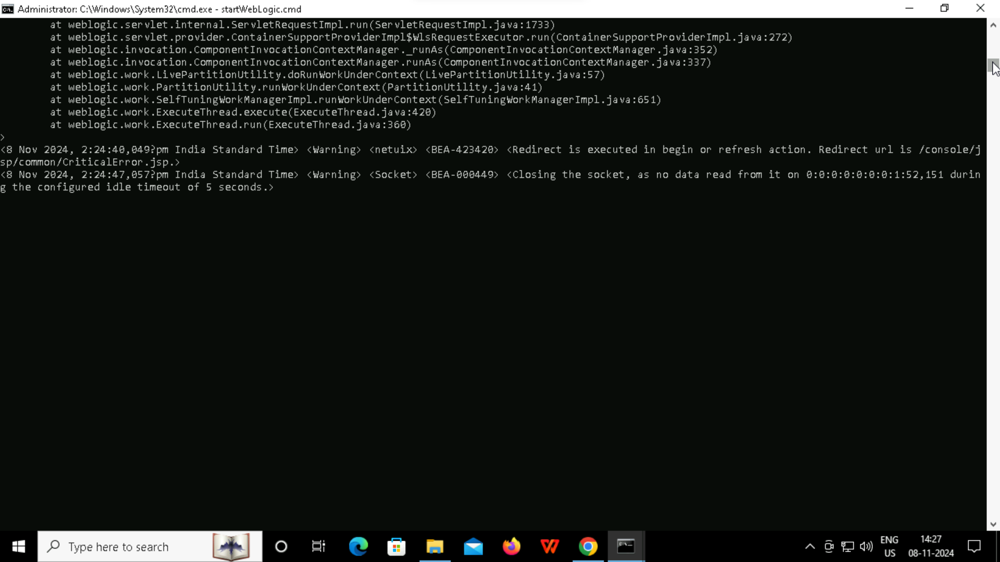 Administrator: C:\Windows\System32\cmd.exe - startWebLogic.cmd
at weblogic.servlet.internal.ServletRequestImpl.run(ServletRequestImpl.java:1733)
at weblogic.servlet.provider.ContainerSupportProviderImpl$WlsRequestExecutor.run(ContainerSupportProviderImpl.java:272)
at weblogic.invocation.ComponentInvocationContextManager._runAs(ComponentInvocationContextManager.java:352)
at weblogic.invocation.ComponentInvocationContextManager.runAs(ComponentInvocationContextManager.java:337)
at weblogic.work.LivePartitionUtility.doRunWorkUnderContext(LivePartitionUtility.java:57)
at weblogic.work.PartitionUtility.runWorkUnderContext(PartitionUtility.java:41)
at weblogic.work.SelfTuningWorkManagerImpl.runWorkUnderContext(SelfTuningWorkManagerImpl.java:651)
at weblogic.work.ExecuteThread.execute(ExecuteThread.java:420)
at weblogic.work.ExecuteThread.run(ExecuteThread.java:360)
>
<8 Nov 2024, 2:24:40,049?pm India Standard Time> <Warning> <netuix> <BEA-423420> <Redirect is executed in begin or refresh action. Redirect url is /console/j
sp/common/CriticalError.jsp.>
<8 Nov 2024, 2:24:47,057?pm India Standard Time> <Warning> <Socket> <BEA-000449> <Closing the socket, as no data read from it on 0:0:0:0:0:0:0:1:52,151 durin
g the configured idle timeout of 5 seconds.>
Type here to search
ENG
US
14:27
08-11-2024